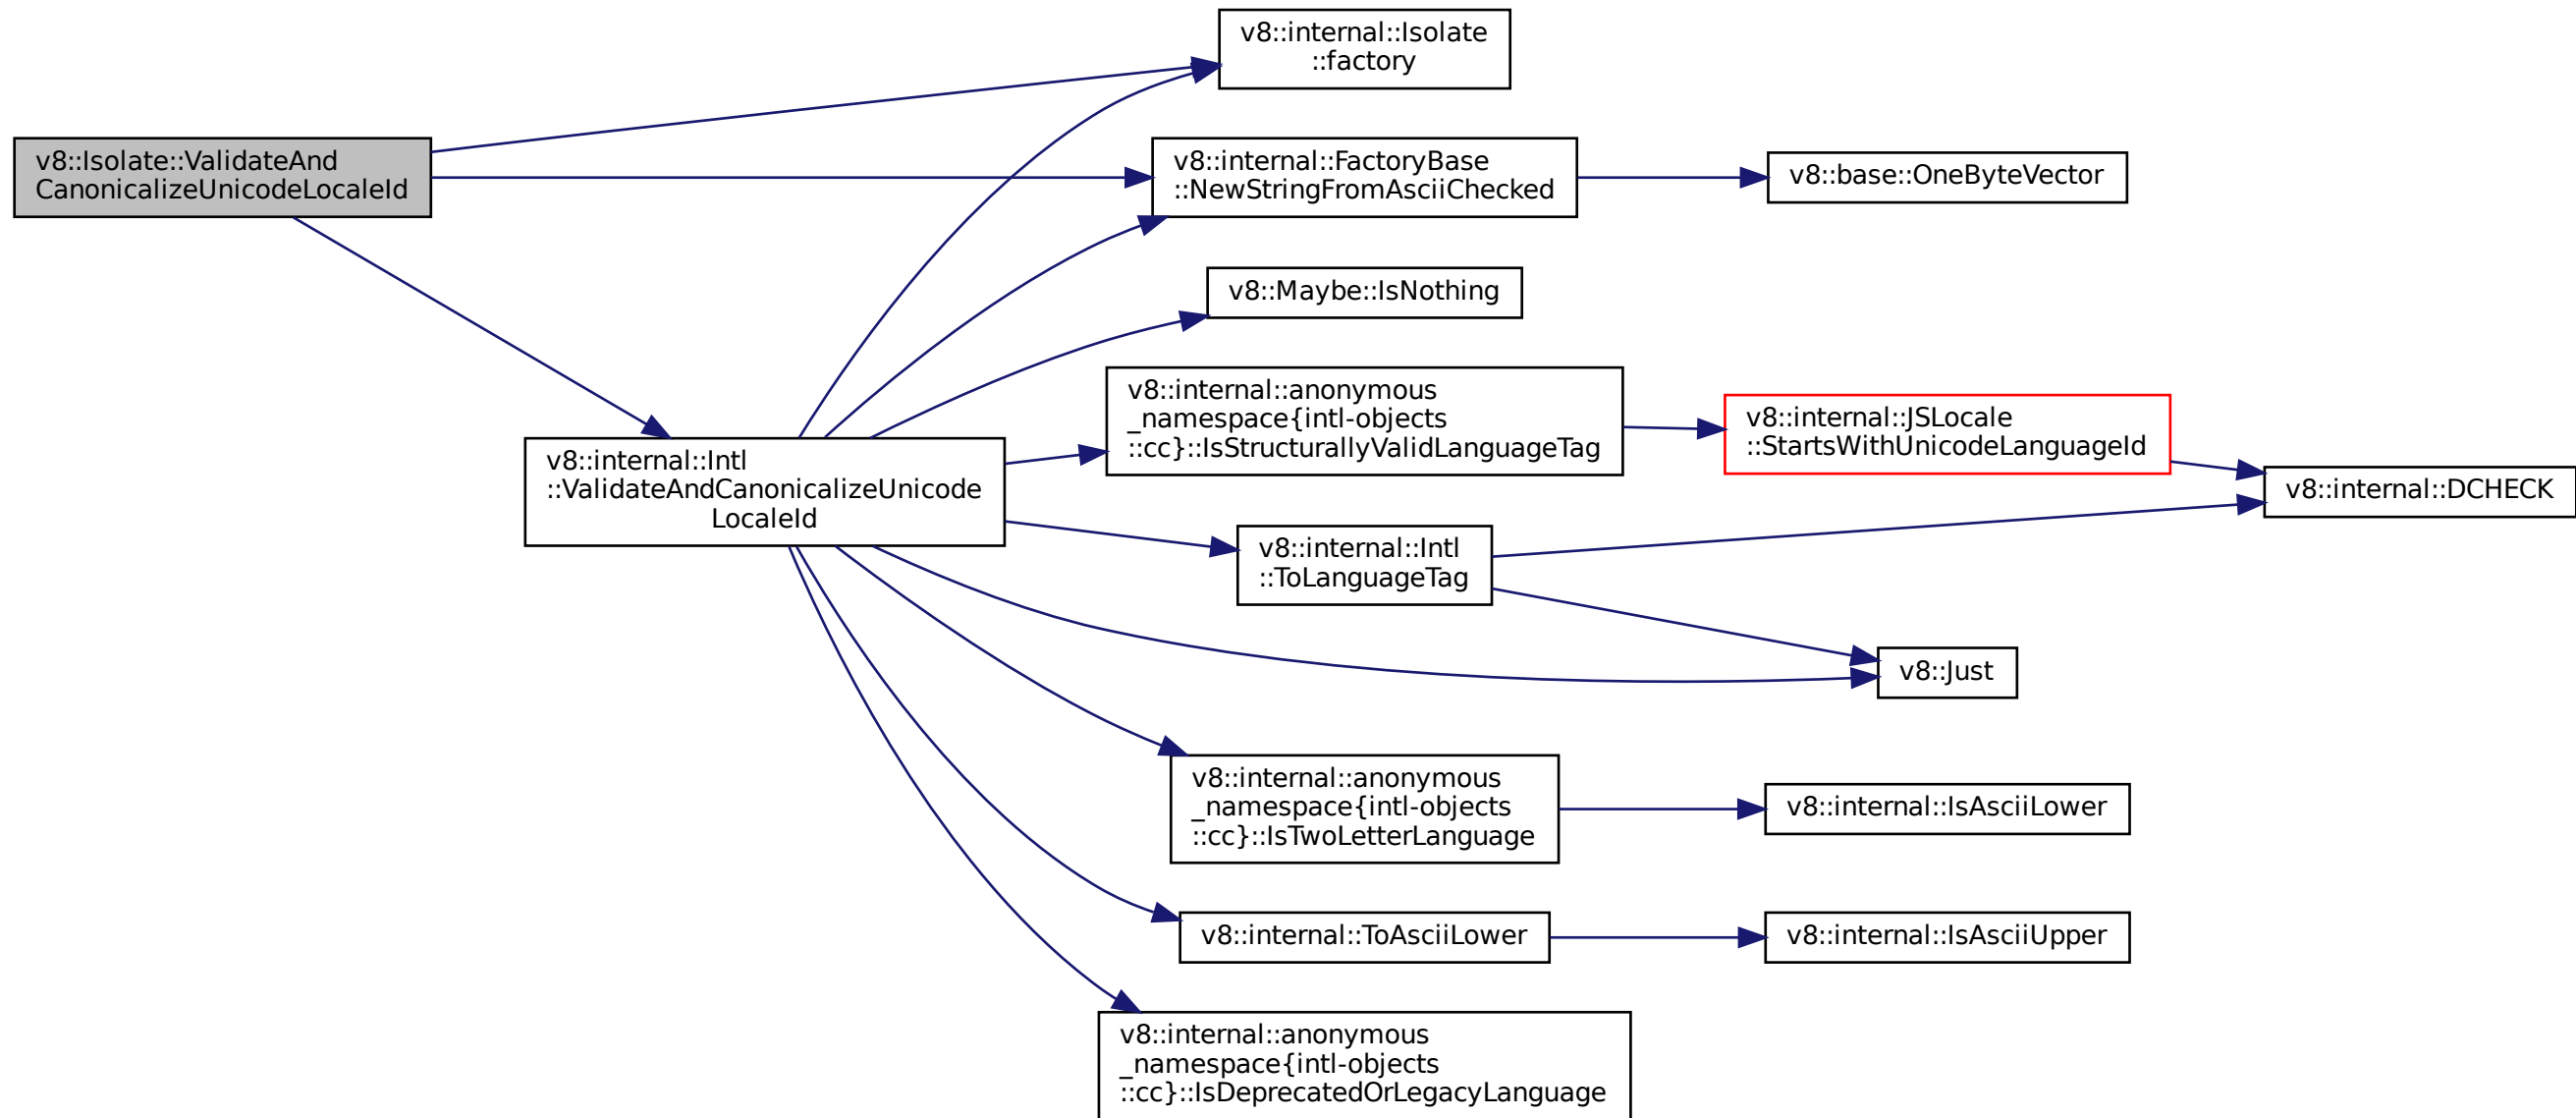 v8::internal::Isolate
::factory
v8::Isolate::ValidateAnd
CanonicalizeUnicodeLocaleId
v8::internal::FactoryBase
::NewStringFromAsciiChecked
v8::base::OneByteVector
v8::Maybe::IsNothing
v8::internal::anonymous
_namespace{intl-objects
::cc}::IsStructurallyValidLanguageTag
v8::internal::JSLocale
::StartsWithUnicodeLanguageId
v8::internal::DCHECK
v8::internal::Intl
::ValidateAndCanonicalizeUnicode
LocaleId
v8::internal::Intl
::ToLanguageTag
v8::Just
v8::internal::anonymous
_namespace{intl-objects
::cc}::IsTwoLetterLanguage
v8::internal::IsAsciiLower
v8::internal::ToAsciiLower
v8::internal::IsAsciiUpper
v8::internal::anonymous
_namespace{intl-objects
::cc}::IsDeprecatedOrLegacyLanguage